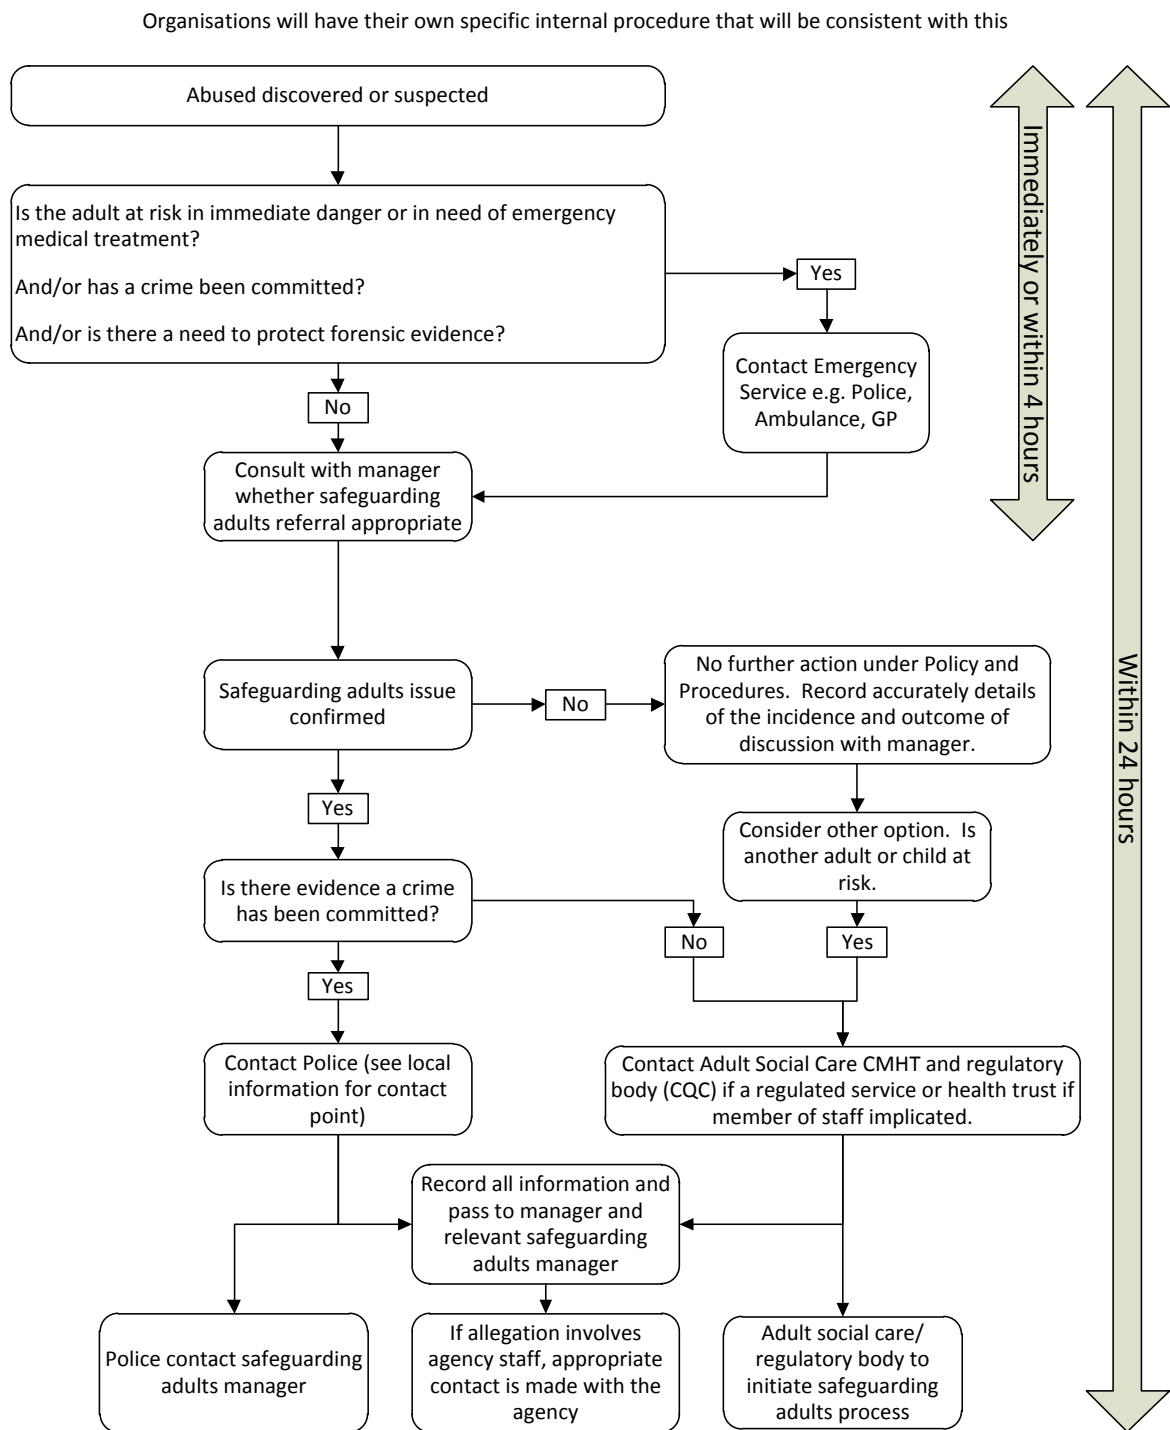 Organisations will have their own specific internal procedure that will be consistent with this
Abused discovered or suspected
Is the adult at risk in immediate danger or in need of emergency
medical treatment?
And/or has a crime been committed?
And/or is there a need to protect forensic evidence?
Yes
Contact Emergency
Service e.g. Police,
Ambulance, GP
No
Consult with manager
whether safeguarding
adults referral appropriate
Immediately or within 4 hours
Within 24 hours
Safeguarding adults issue
confirmed
No
No further action under Policy and
Procedures. Record accurately details
of the incidence and outcome of
discussion with manager.
Yes
Consider other option. Is
another adult or child at
risk.
Is there evidence a crime
has been committed?
No
Yes
Yes
Contact Police (see local
information for contact
point)
Contact Adult Social Care CMHT and regulatory
body (CQC) if a regulated service or health trust if
member of staff implicated.
Record all information and
pass to manager and
relevant safeguarding
adults manager
Police contact safeguarding
adults manager
If allegation involves
agency staff, appropriate
contact is made with the
agency
Adult social care/
regulatory body to
initiate safeguarding
adults process